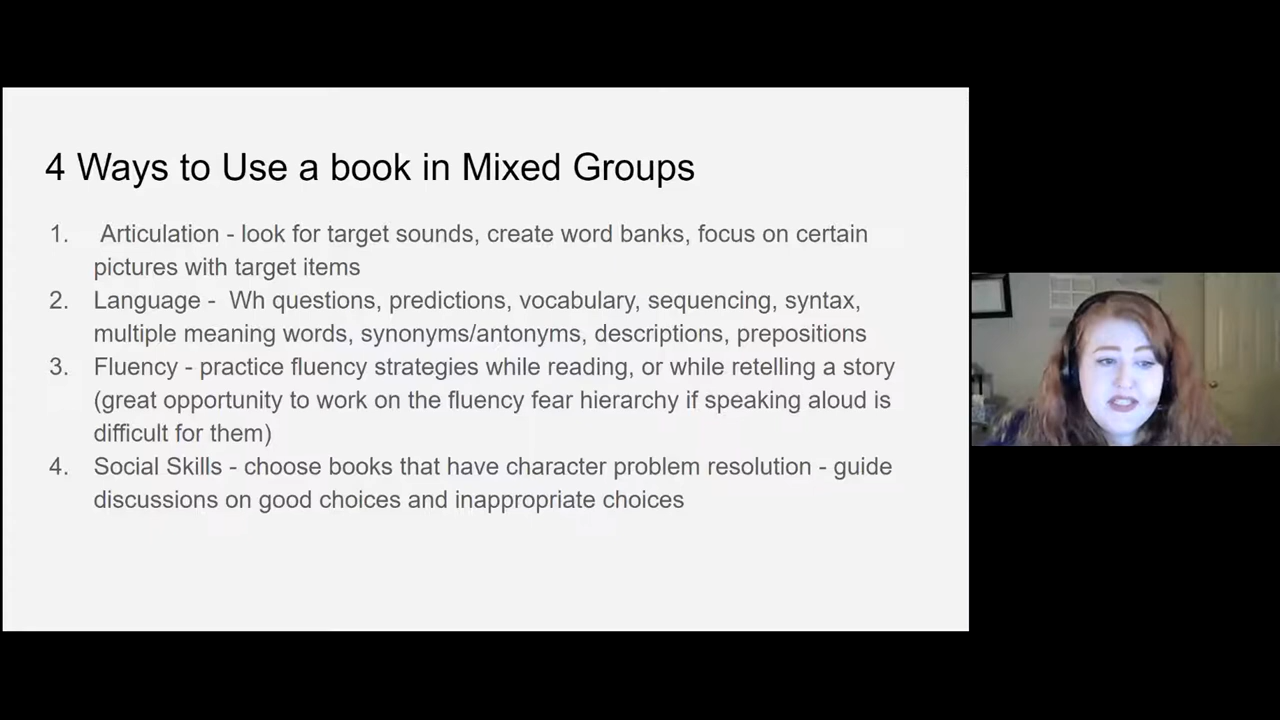 4 Ways to Use a book in Mixed Groups
1. Articulation - look for target sounds, create word banks, focus on certain
pictures with target items
2. Language - Wh questions, predictions, vocabulary, sequencing, syntax,
multiple meaning words, synonyms/antonyms, descriptions, prepositions
3. Fluency - practice fluency strategies while reading, or while retelling a story
(great opportunity to work on the fluency fear hierarchy if speaking aloud is
difficult for them)
4. Social Skills - choose books that have character problem resolution - guide
discussions on good choices and inappropriate choices